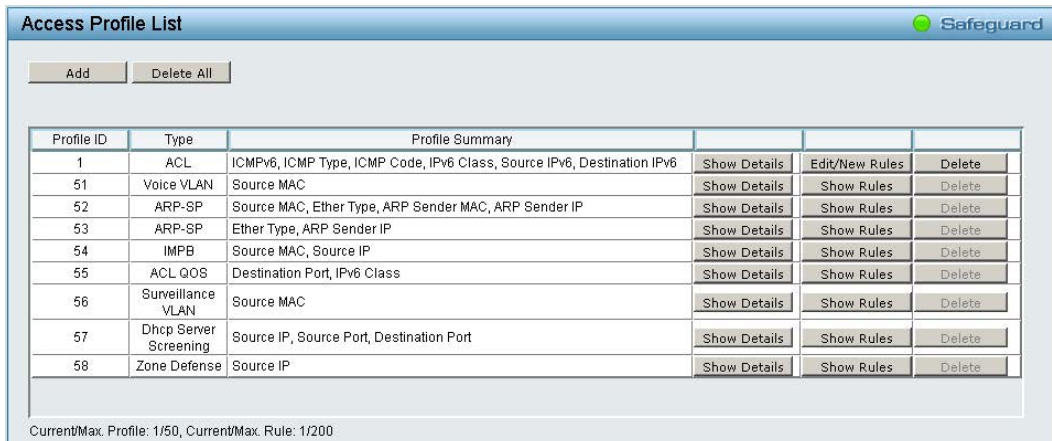 Access Profile List
Safeguard
Add Delete All
Profile ID Type Profile Summary
1 ACL ICMPv6, ICMP Type, ICMP Code, IPv6 Class, Source IPv6, Destination IPv6 Show Details Edit/New Rules Delete
51 Voice VLAN Source MAC Show Details Show Rules Delete
52 ARP-SP Source MAC, Ether Type, ARP Sender MAC, ARP Sender IP Show Details Show Rules Delete
53 ARP-SP Ether Type, ARP Sender IP Show Details Show Rules Delete
54 IMPB Source MAC, Source IP Show Details Show Rules Delete
55 ACL QOS Destination Port, IPv6 Class Show Details Show Rules Delete
56 Surveillance VLAN Source MAC Show Details Show Rules Delete
57 Dhcp Server Screening Source IP, Source Port, Destination Port Show Details Show Rules Delete
58 Zone Defense Source IP Show Details Show Rules Delete
Current/Max. Profile: 1/50, Current/Max. Rule: 1/200